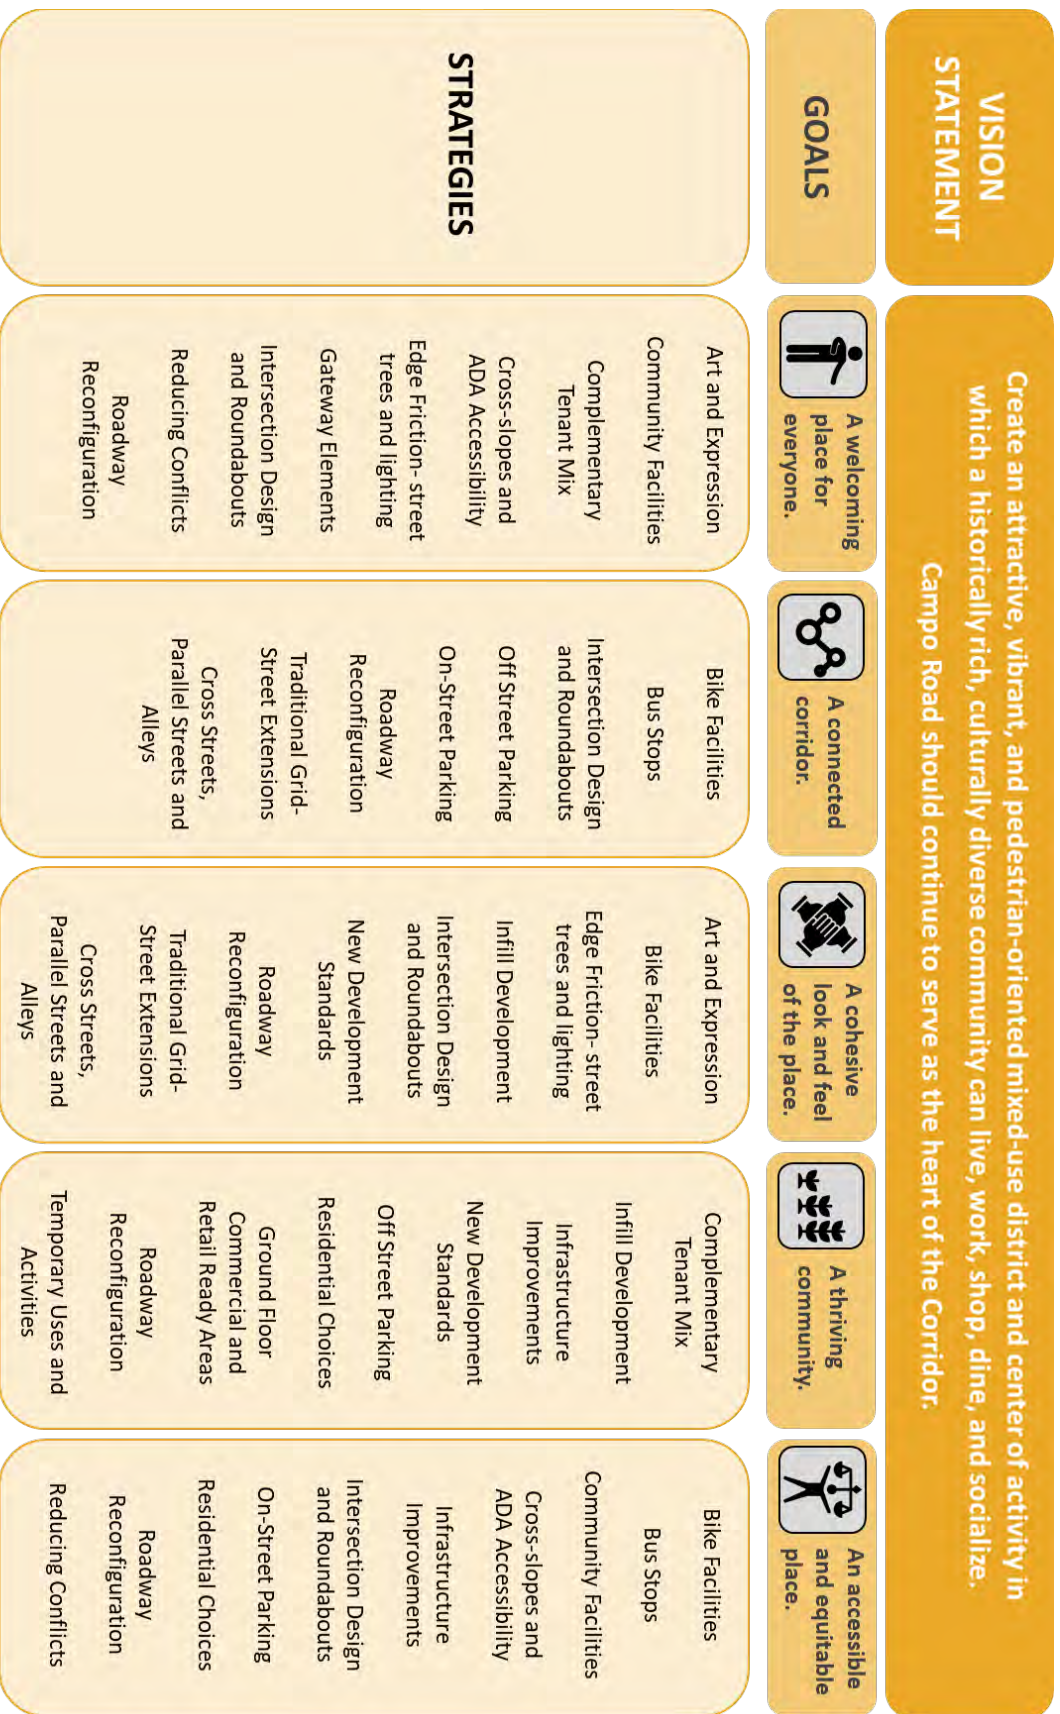 VISION
STATEMENT
Create an attractive, vibrant, and pedestrian-oriented mixed-use district and center of activity in
which a historically rich, culturally diverse community can live, work, shop, dine, and socialize.
Campo Road should continue to serve as the heart of the Corridor.
GOALS
A welcoming
place for
everyone.
A connected
corridor.
A cohesive
look and feel
of the place.
A thriving
community.
An accessible
and equitable
place.
STRATEGIES
Art and Expression
Community Facilities
Complementary
Tenant Mix
Cross-slopes and
ADA Accessibility
Edge Friction- street
trees and lighting
Gateway Elements
Intersection Design
and Roundabouts
Reducing Conflicts
Roadway
Reconfiguration
Bike Facilities
Bus Stops
Intersection Design
and Roundabouts
Off Street Parking
On-Street Parking
Roadway
Reconfiguration
Traditional Grid-
Street Extensions
Cross Streets,
Parallel Streets and
Alleys
Art and Expression
Bike Facilities
Edge Friction- street
trees and lighting
Infill Development
Intersection Design
and Roundabouts
New Development
Standards
Roadway
Reconfiguration
Traditional Grid-
Street Extensions
Cross Streets,
Parallel Streets and
Alleys
Complementary
Tenant Mix
Infill Development
Infrastructure
Improvements
New Development
Standards
Off Street Parking
Residential Choices
Ground Floor
Commercial and
Retail Ready Areas
Roadway
Reconfiguration
Temporary Uses and
Activities
Bike Facilities
Bus Stops
Community Facilities
Cross-slopes and
ADA Accessibility
Infrastructure
Improvements
Intersection Design
and Roundabouts
On-Street Parking
Residential Choices
Roadway
Reconfiguration
Reducing Conflicts